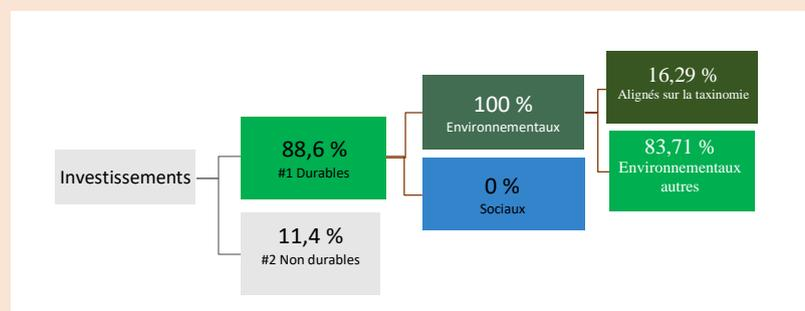 Investissements
88,6 %
#1 Durables
11,4 %
#2 Non durables
100 %
Environnementaux
0 %
Sociaux
16,29 %
Alignés sur la taxinomie
83,71 %
Environnementaux
autres